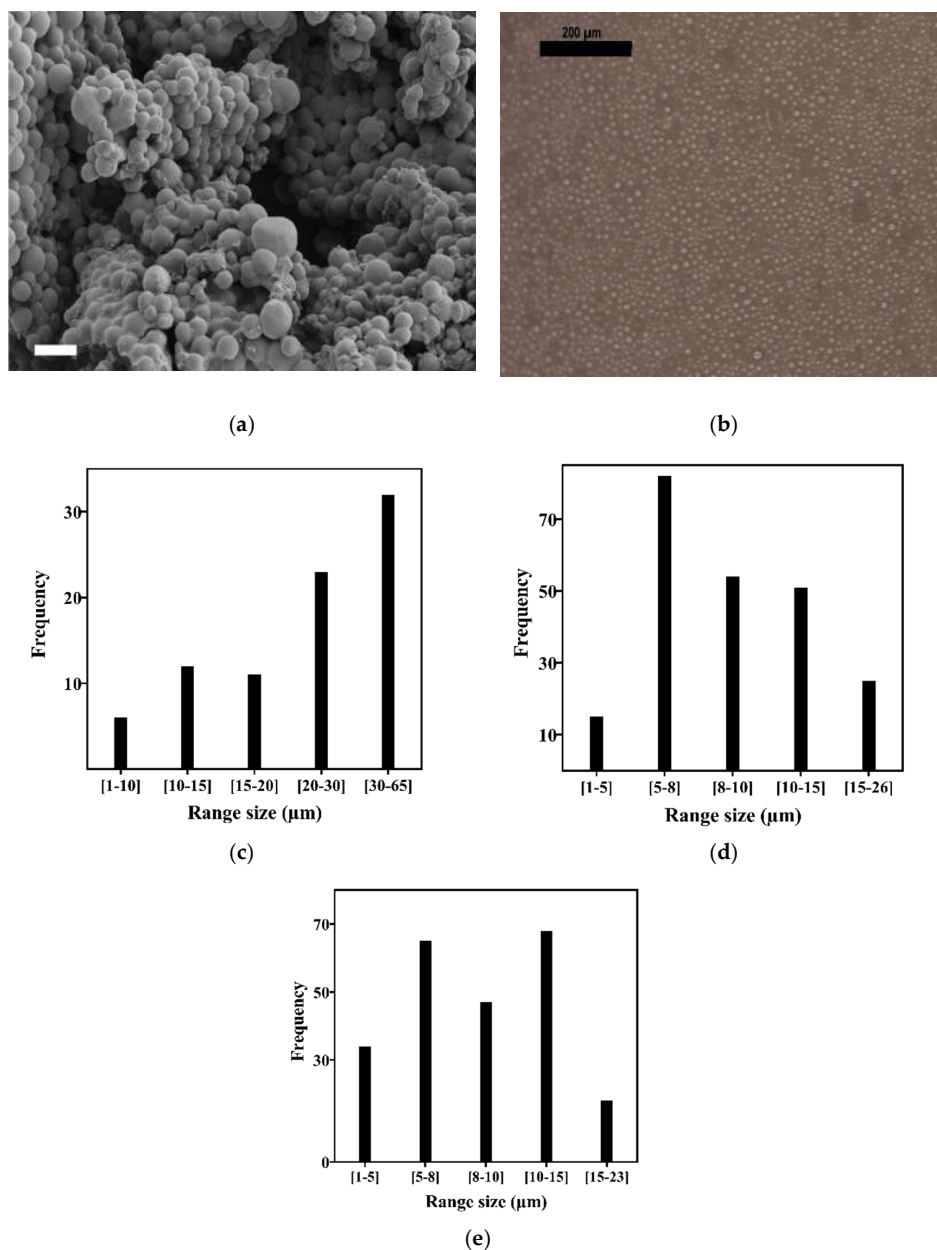 200 µm
(a)
(b)
30
20
10
Frequency
[1-10]
[10-15]
[15-20]
[20-30]
[30-65]
Range size (µm)
(c)
70
50
30
10
Frequency
[1-5]
[5-8]
[8-10]
[10-15]
[15-26]
Range size (µm)
(d)
70
50
30
0
Frequency
[1-5]
[5-8]
[8-10]
[10-15]
[15-23]
Range size (µm)
(e)